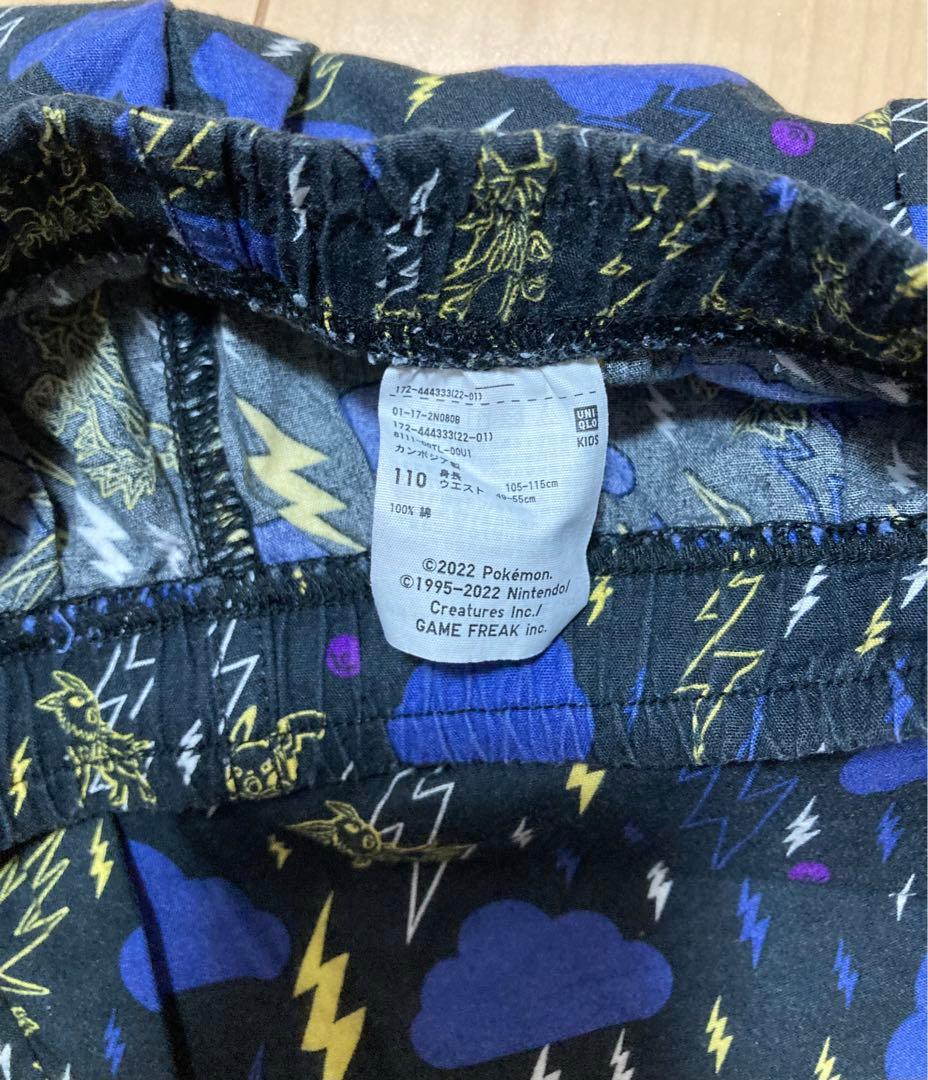 172-444333(22-01)
01-17-2N080B
172-444333(22-01)
UNI
QLO
KIDS
カンボジア製
110 身長 105-115cm
ウエスト 49-55cm
100% 綿
©2022 Pokémon.
©1995-2022 Nintendo/
Creatures Inc./
GAME FREAK inc.